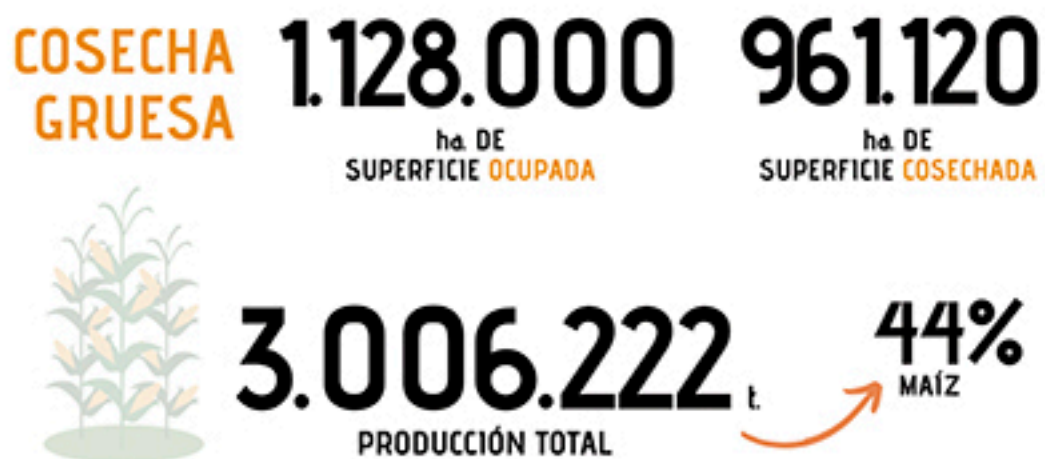 COSECHA
GRUESA
1.128.000
ha. DE
SUPERFICIE OCUPADA
961.120
ha. DE
SUPERFICIE COSECHADA
3.006.222 t.
PRODUCCIÓN TOTAL
44%
MAÍZ